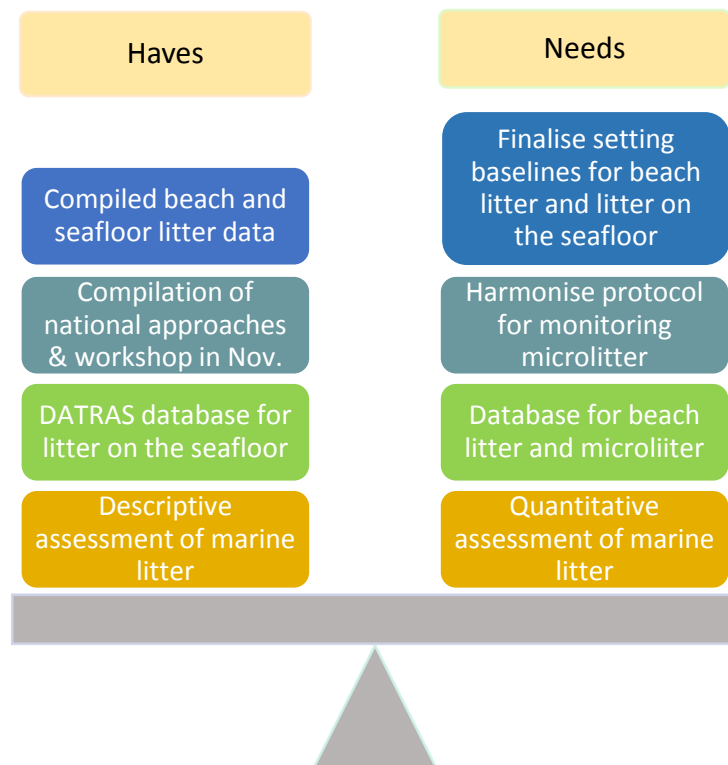 Haves
Compiled beach and
seafloor litter data
Compilation of
national approaches
& workshop in Nov.
DATRAS database for
litter on the seafloor
Descriptive
assessment of marine
litter
Needs
Finalise setting
baselines for beach
litter and litter on
the seafloor
Harmonise protocol
for monitoring
microlitter
Database for beach
litter and microliiter
Quantitative
assessment of marine
litter